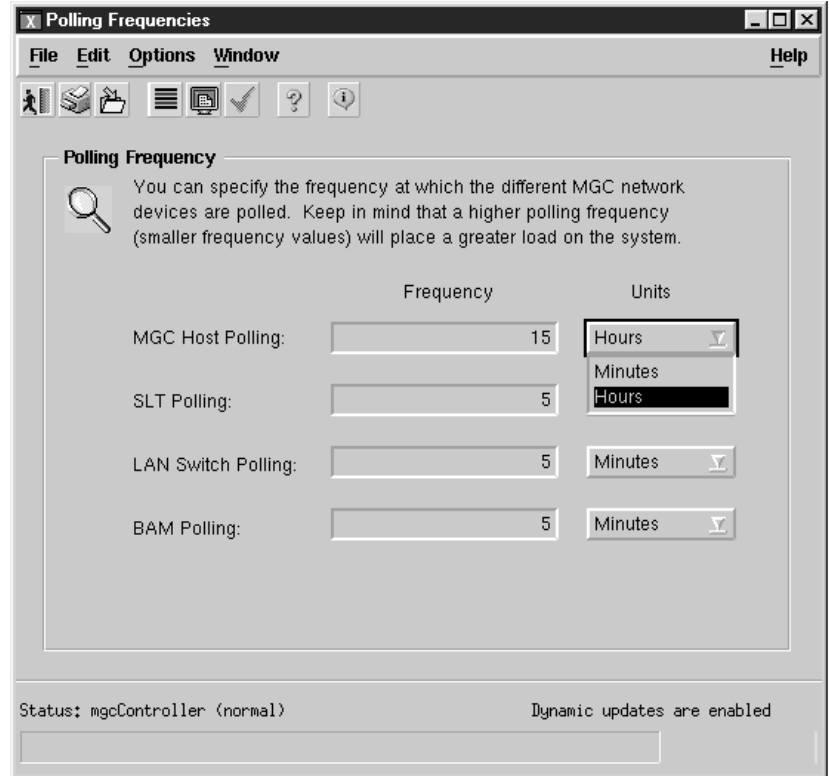 X Polling Frequencies
File Edit Options Window Help
Polling Frequency
You can specify the frequency at which the different MGC network
devices are polled. Keep in mind that a higher polling frequency
(smaller frequency values) will place a greater load on the system.
Frequency Units
MGC Host Polling: 15 Hours
Minutes
Hours
SLT Polling: 5
LAN Switch Polling: 5 Minutes
BAM Polling: 5 Minutes
Status: mgcController (normal) Dynamic updates are enabled